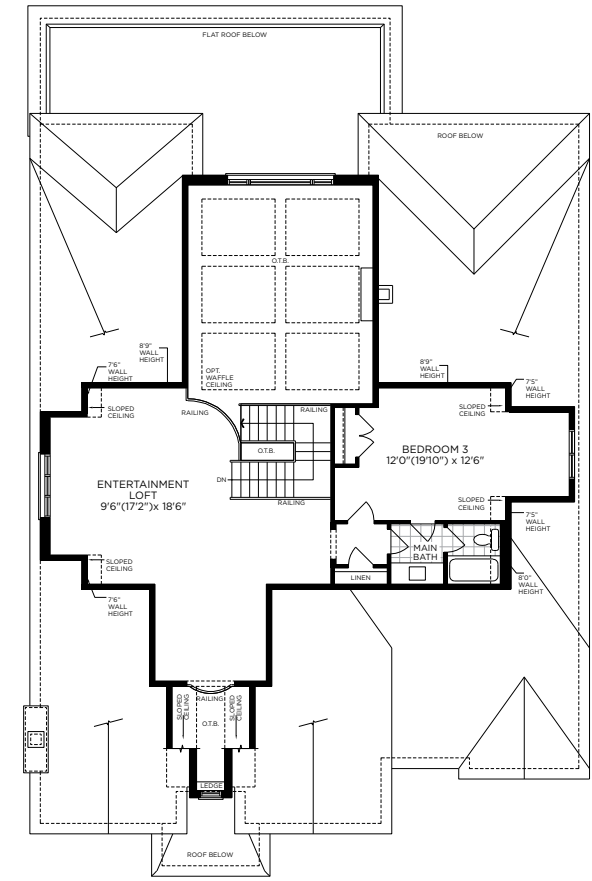 FLAT ROOF BELOW
ROOF BELOW
O.T.B.
8'9"
WALL
HEIGHT
7'6"
WALL
HEIGHT
OPT.
WAFFLE
CEILING
8'9"
WALL
HEIGHT
7'5"
WALL
HEIGHT
SLOPED
CEILING
RAILING
RAILING
SLOPED
CEILING
O.T.B.
BEDROOM 3
12'0"(19'10") x 12'6"
ENTERTAINMENT
LOFT
9'6"(17'2")x 18'6"
DN
RAILING
SLOPED
CEILING
7'5"
WALL
HEIGHT
MAIN
BATH
SLOPED
CEILING
LINEN
8'0"
WALL
HEIGHT
7'6"
WALL
HEIGHT
RAILING
SLOPED
CEILING
O.T.B.
SLOPED
CEILING
LEDGE
ROOF BELOW